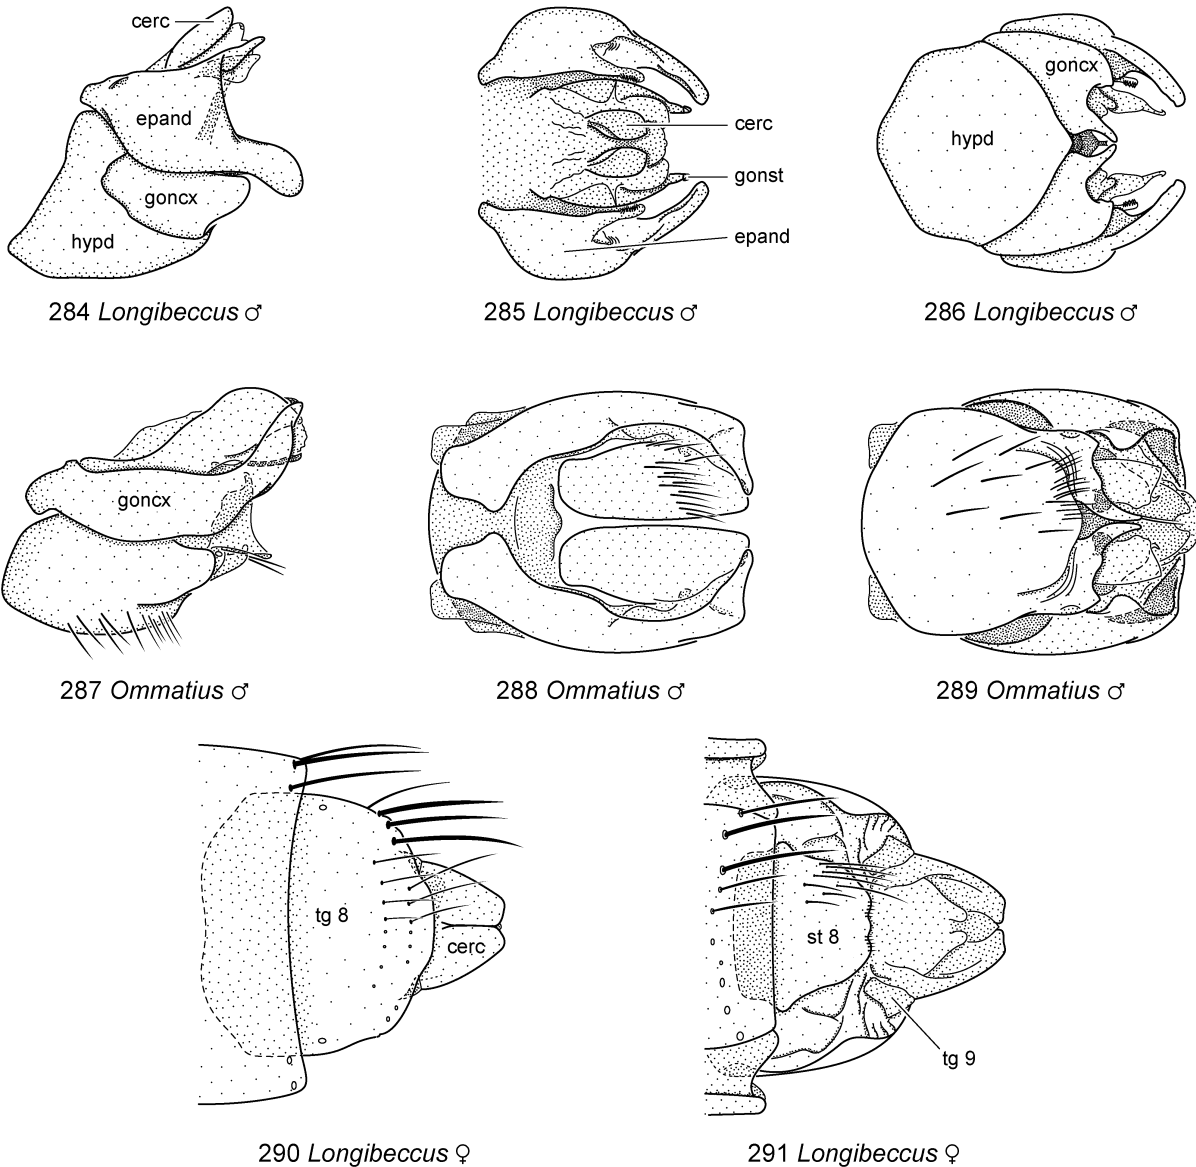 cerc
epand
goncx
hypd
284 Longibeccus ♂
cerc
gonst
epand
285 Longibeccus ♂
goncx
hypd
286 Longibeccus ♂
goncx
287 Ommatius ♂
288 Ommatius ♂
289 Ommatius ♂
tg 8
cerc
290 Longibeccus ♀
st 8
tg 9
291 Longibeccus ♀